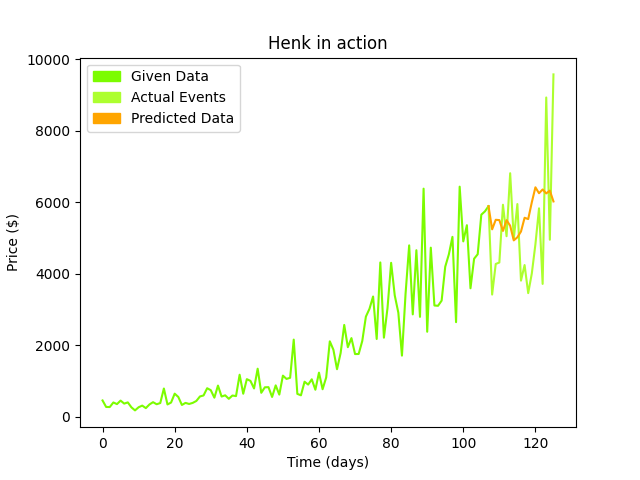 Henk in action
Given Data
Actual Events
Predicted Data
Price ($)
10000
8000
6000
4000
2000
0
0 20 40 60 80 100 120
Time (days)